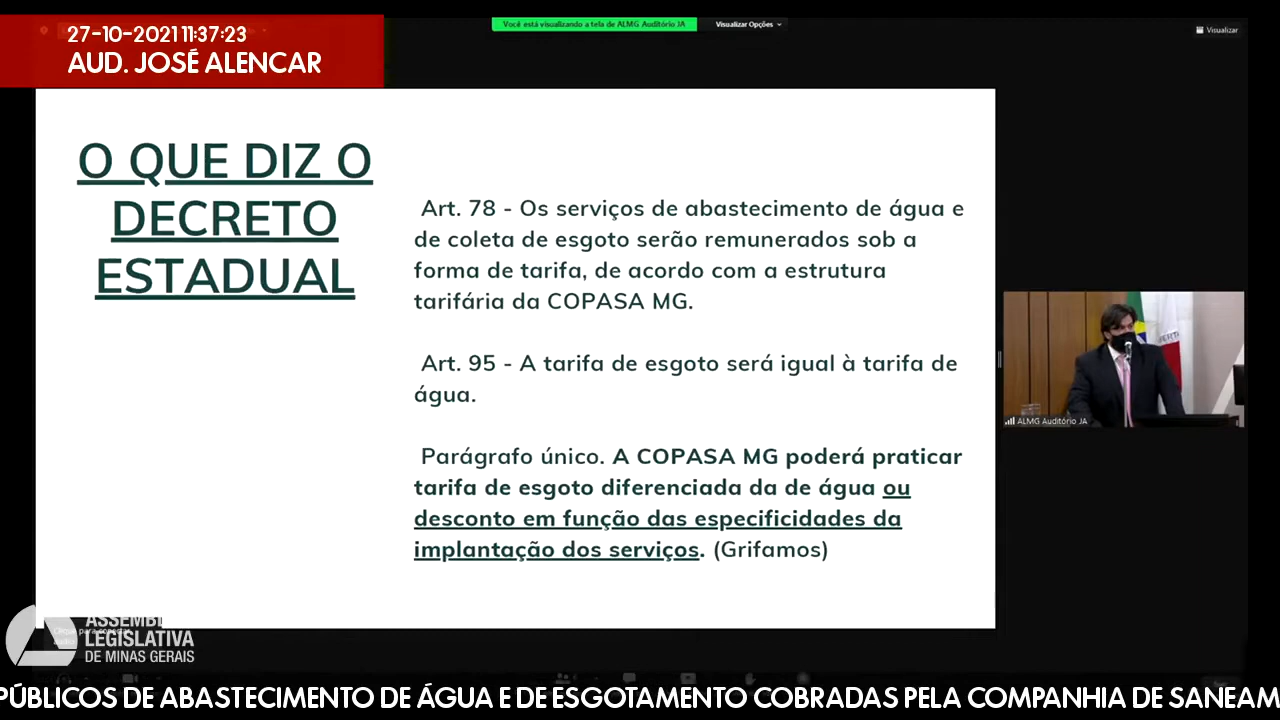 Você está visualizando a tela de ALMG Auditório JA
Visualizar Opções
Visualizar
27-10-2021 11:37:23
AUD. JOSÉ ALENCAR
O QUE DIZ O
DECRETO
ESTADUAL
Art. 78 - Os serviços de abastecimento de água e
de coleta de esgoto serão remunerados sob a
forma de tarifa, de acordo com a estrutura
tarifária da COPASA MG.
Art. 95 - A tarifa de esgoto será igual à tarifa de
água.
Parágrafo único. A COPASA MG poderá praticar
tarifa de esgoto diferenciada da de água ou
desconto em função das especificidades da
implantação dos serviços. (Grifamos)
ALMG Auditório JA
ASSEMBL
LEGISLATIVA
DE MINAS GERAIS
PÚBLICOS DE ABASTECIMENTO DE ÁGUA E DE ESGOTAMENTO COBRADAS PELA COMPANHIA DE SANEAM